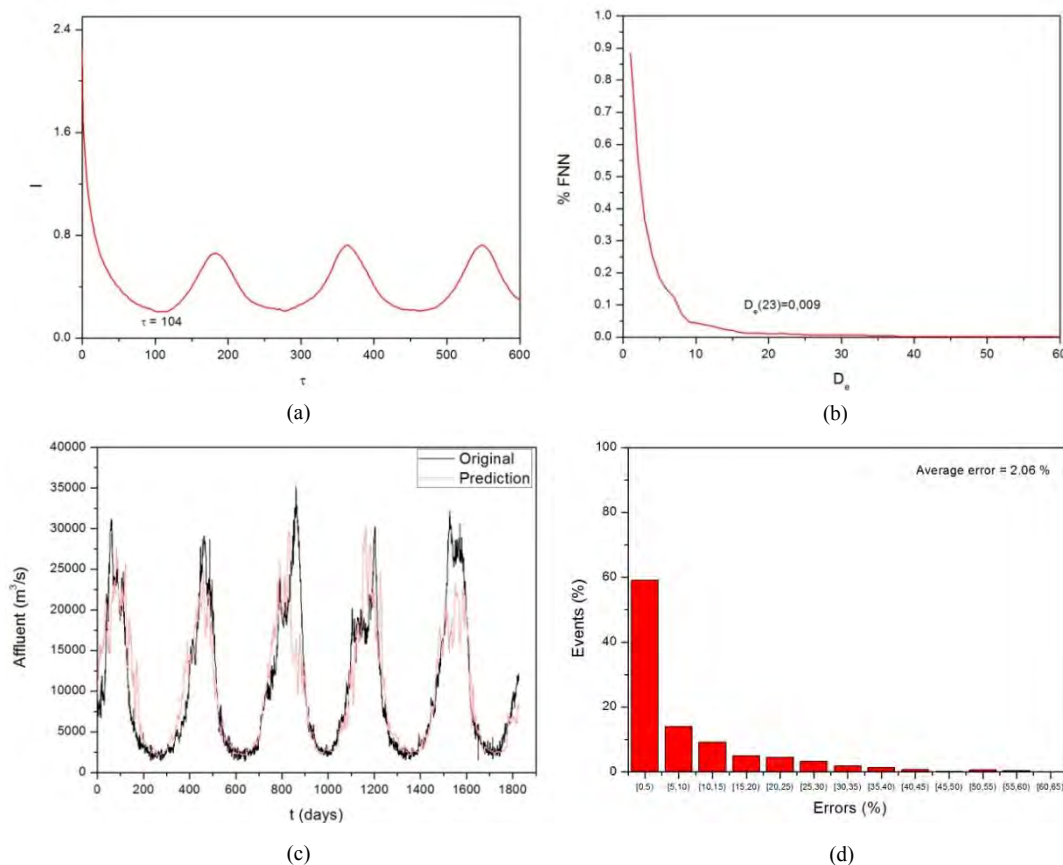 2.4
1.6
I
0.8
τ = 104
0.0
0 100 200 300 400 500 600
τ
(a)
1.0
0.9
0.8
0.7
0.6
% FNN
0.5
0.4
0.3
0.2
0.1
D_e(23)=0,009
0.0
0 10 20 30 40 50 60
D_e
(b)
40000
35000
30000
25000
20000
15000
10000
5000
0
Affluent (m³/s)
Original
Prediction
0 200 400 600 800 1000 1200 1400 1600 1800
t (days)
(c)
100
80
60
40
20
0
Events (%)
Average error = 2.06 %
[0,5) [5,10) [10,15) [15,20) [20,25) [25,30) [30,35) [35,40) [40,45) [45,50) [50,55) [55,60) [60,65)
Errors (%)
(d)